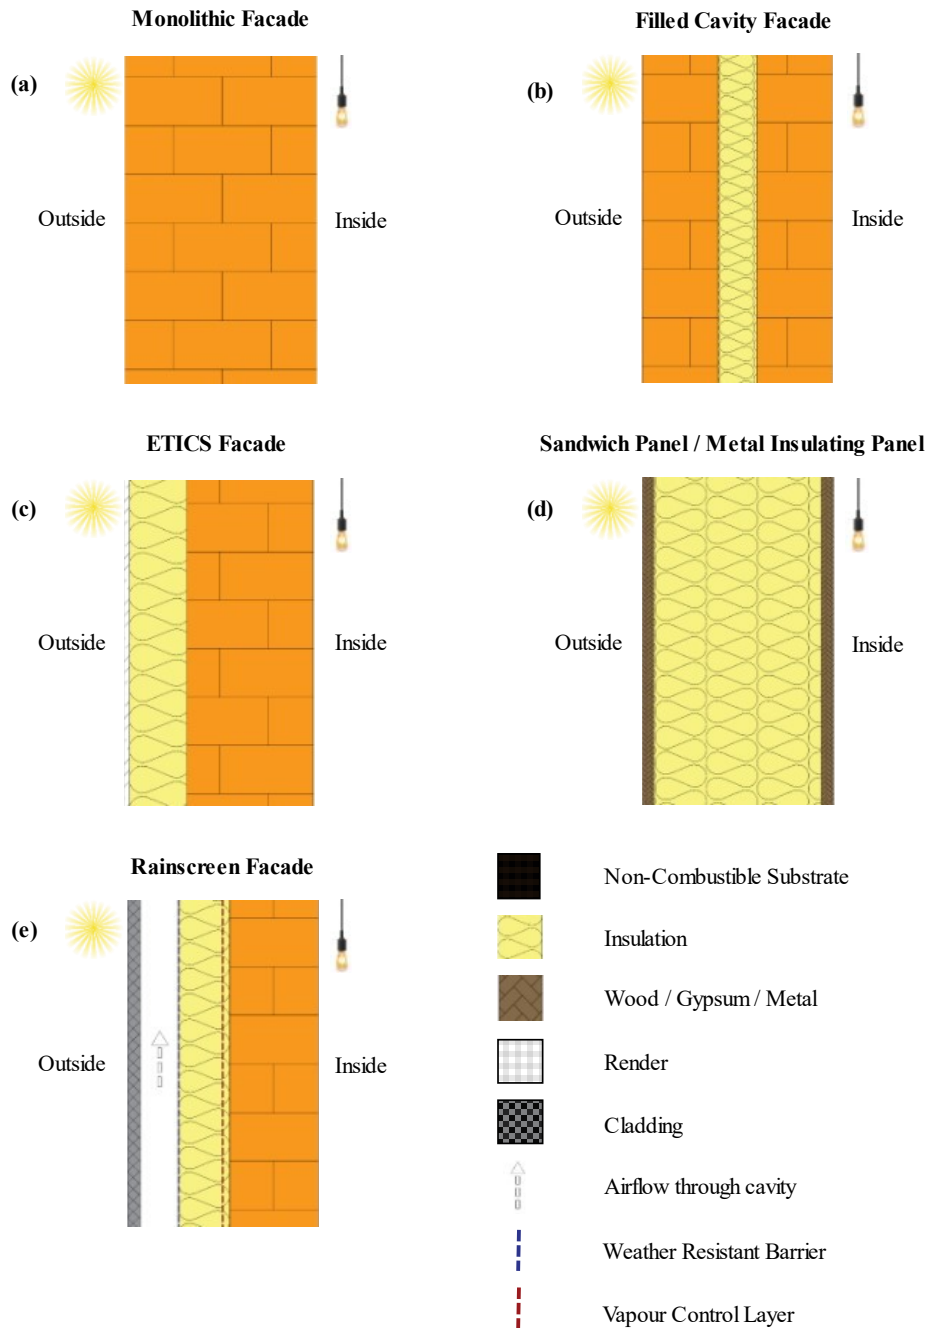 Monolithic Facade
Filled Cavity Facade
(a)
Outside
Inside
(b)
Outside
Inside
ETICS Facade
Sandwich Panel / Metal Insulating Panel
(c)
Outside
Inside
(d)
Outside
Inside
Rainscreen Facade
(e)
Outside
Inside
Non-Combustible Substrate
Insulation
Wood / Gypsum / Metal
Render
Cladding
Airflow through cavity
Weather Resistant Barrier
Vapour Control Layer